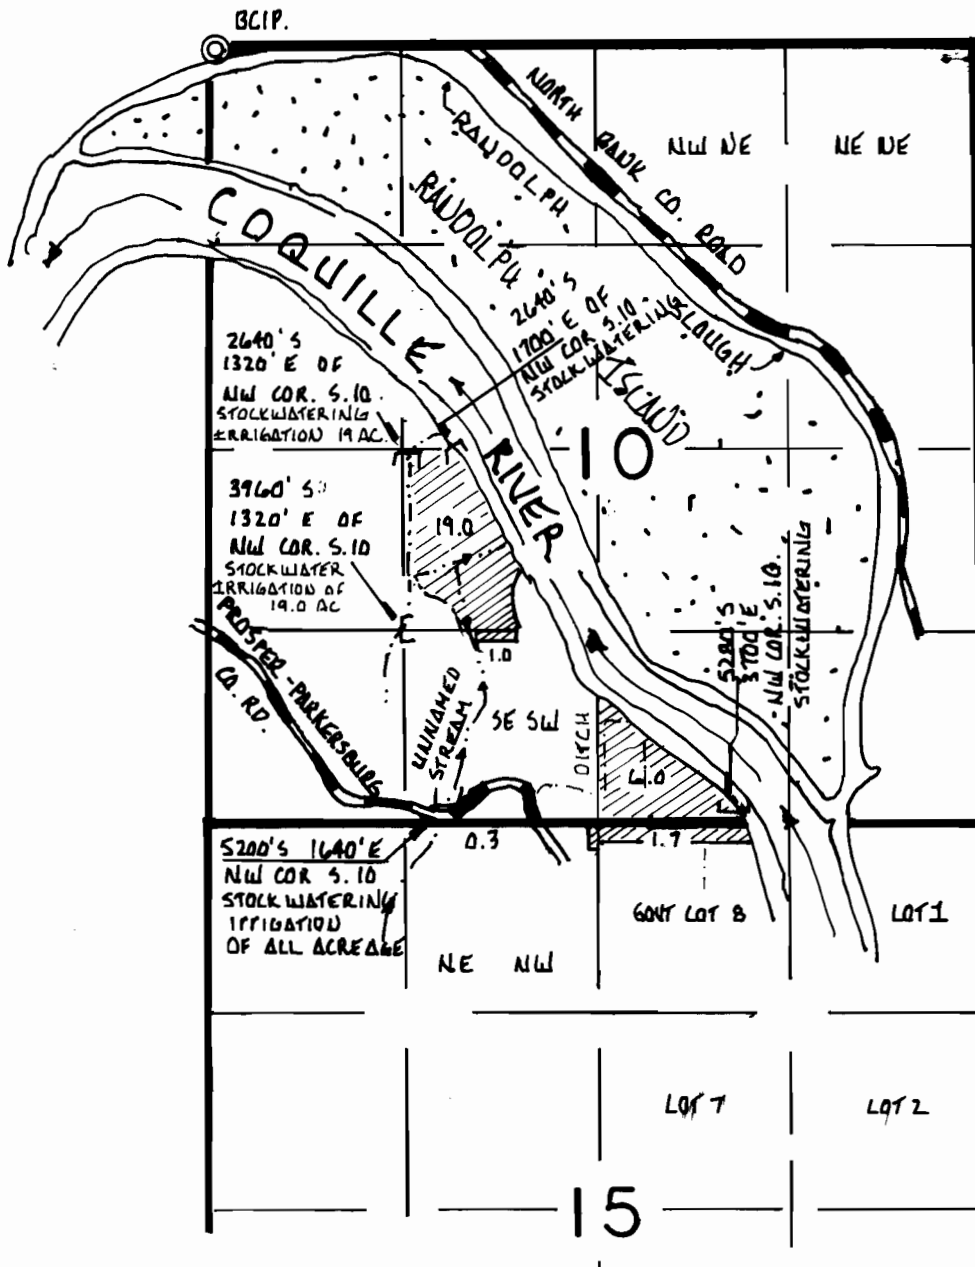 BCIP.
NORTH BANK CO. ROAD
NW NE
NE NE
RANDOLPH
SLOUGH
RANDOLPH
ISLAND
COQUILLE
RIVER
2640'S
1700'E OF
NW COR S.10
STOCKWATERING
2640'S
1320' E OF
NW COR. S.10
STOCKWATERING
IRRIGATION 19 AC.
10
3960' S
1320' E OF
NW COR. S.10
STOCKWATER
IRRIGATION OF
19.0 AC
19.0
1.0
5280'S
3700'E
NW COR. S.10.
STOCKWATERING
PROSPER-PARKERSBURG
CO. RD.
UNNAMED
STREAM
SE SW
DITCH
6.0
0.3
1.7
5200'S 1640'E
NW COR S.10
STOCKWATERING
IRRIGATION
OF ALL ACREAGE
GOVT LOT 8
LOT 1
NE NW
LOT 7
LOT 2
15